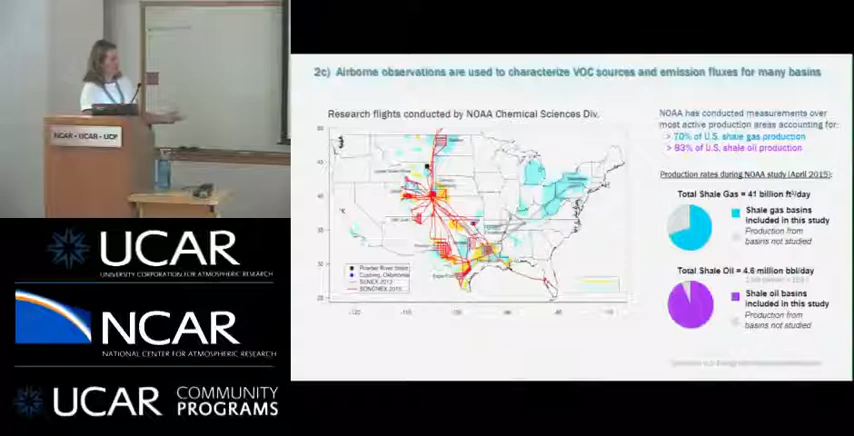 NCAR • UCAR • UCP
UCAR
UNIVERSITY CORPORATION FOR ATMOSPHERIC RESEARCH
NCAR
NATIONAL CENTER FOR ATMOSPHERIC RESEARCH
UCAR COMMUNITY PROGRAMS
2c) Airborne observations are used to characterize VOC sources and emission fluxes for many basins
Research flights conducted by NOAA Chemical Sciences Div.
Powder River basin
Cushing, Oklahoma
SENEX 2013
SONGNEX 2015
NOAA has conducted measurements over
most active production areas accounting for:
> 70% of U.S. shale gas production
> 93% of U.S. shale oil production
Production rates during NOAA study (April 2015):
Total Shale Gas = 41 billion ft³/day
Shale gas basins
included in this study
Production from
basins not studied
Total Shale Oil = 4.6 million bbl/day
Shale oil basins
included in this study
Production from
basins not studied